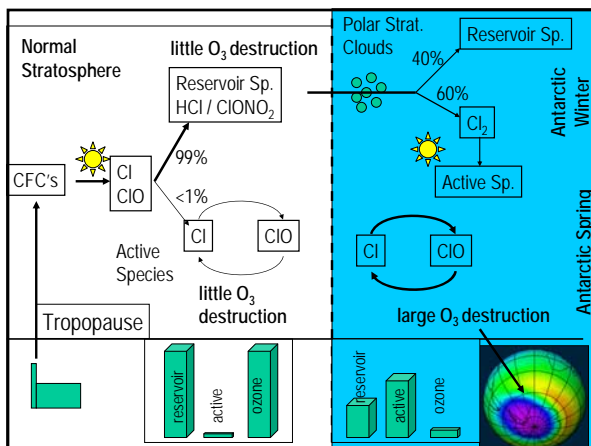 Normal
Stratosphere
little O₃ destruction
Reservoir Sp.
HCl / ClONO₂
CFC's
Cl
ClO
99%
<1%
Cl
ClO
Active
Species
little O₃
destruction
Tropopause
reservoir
active
ozone
Polar Strat.
Clouds
40%
Reservoir Sp.
60%
Cl₂
Active Sp.
Antarctic
Winter
Cl
ClO
Antarctic Spring
large O₃ destruction
reservoir
active
ozone